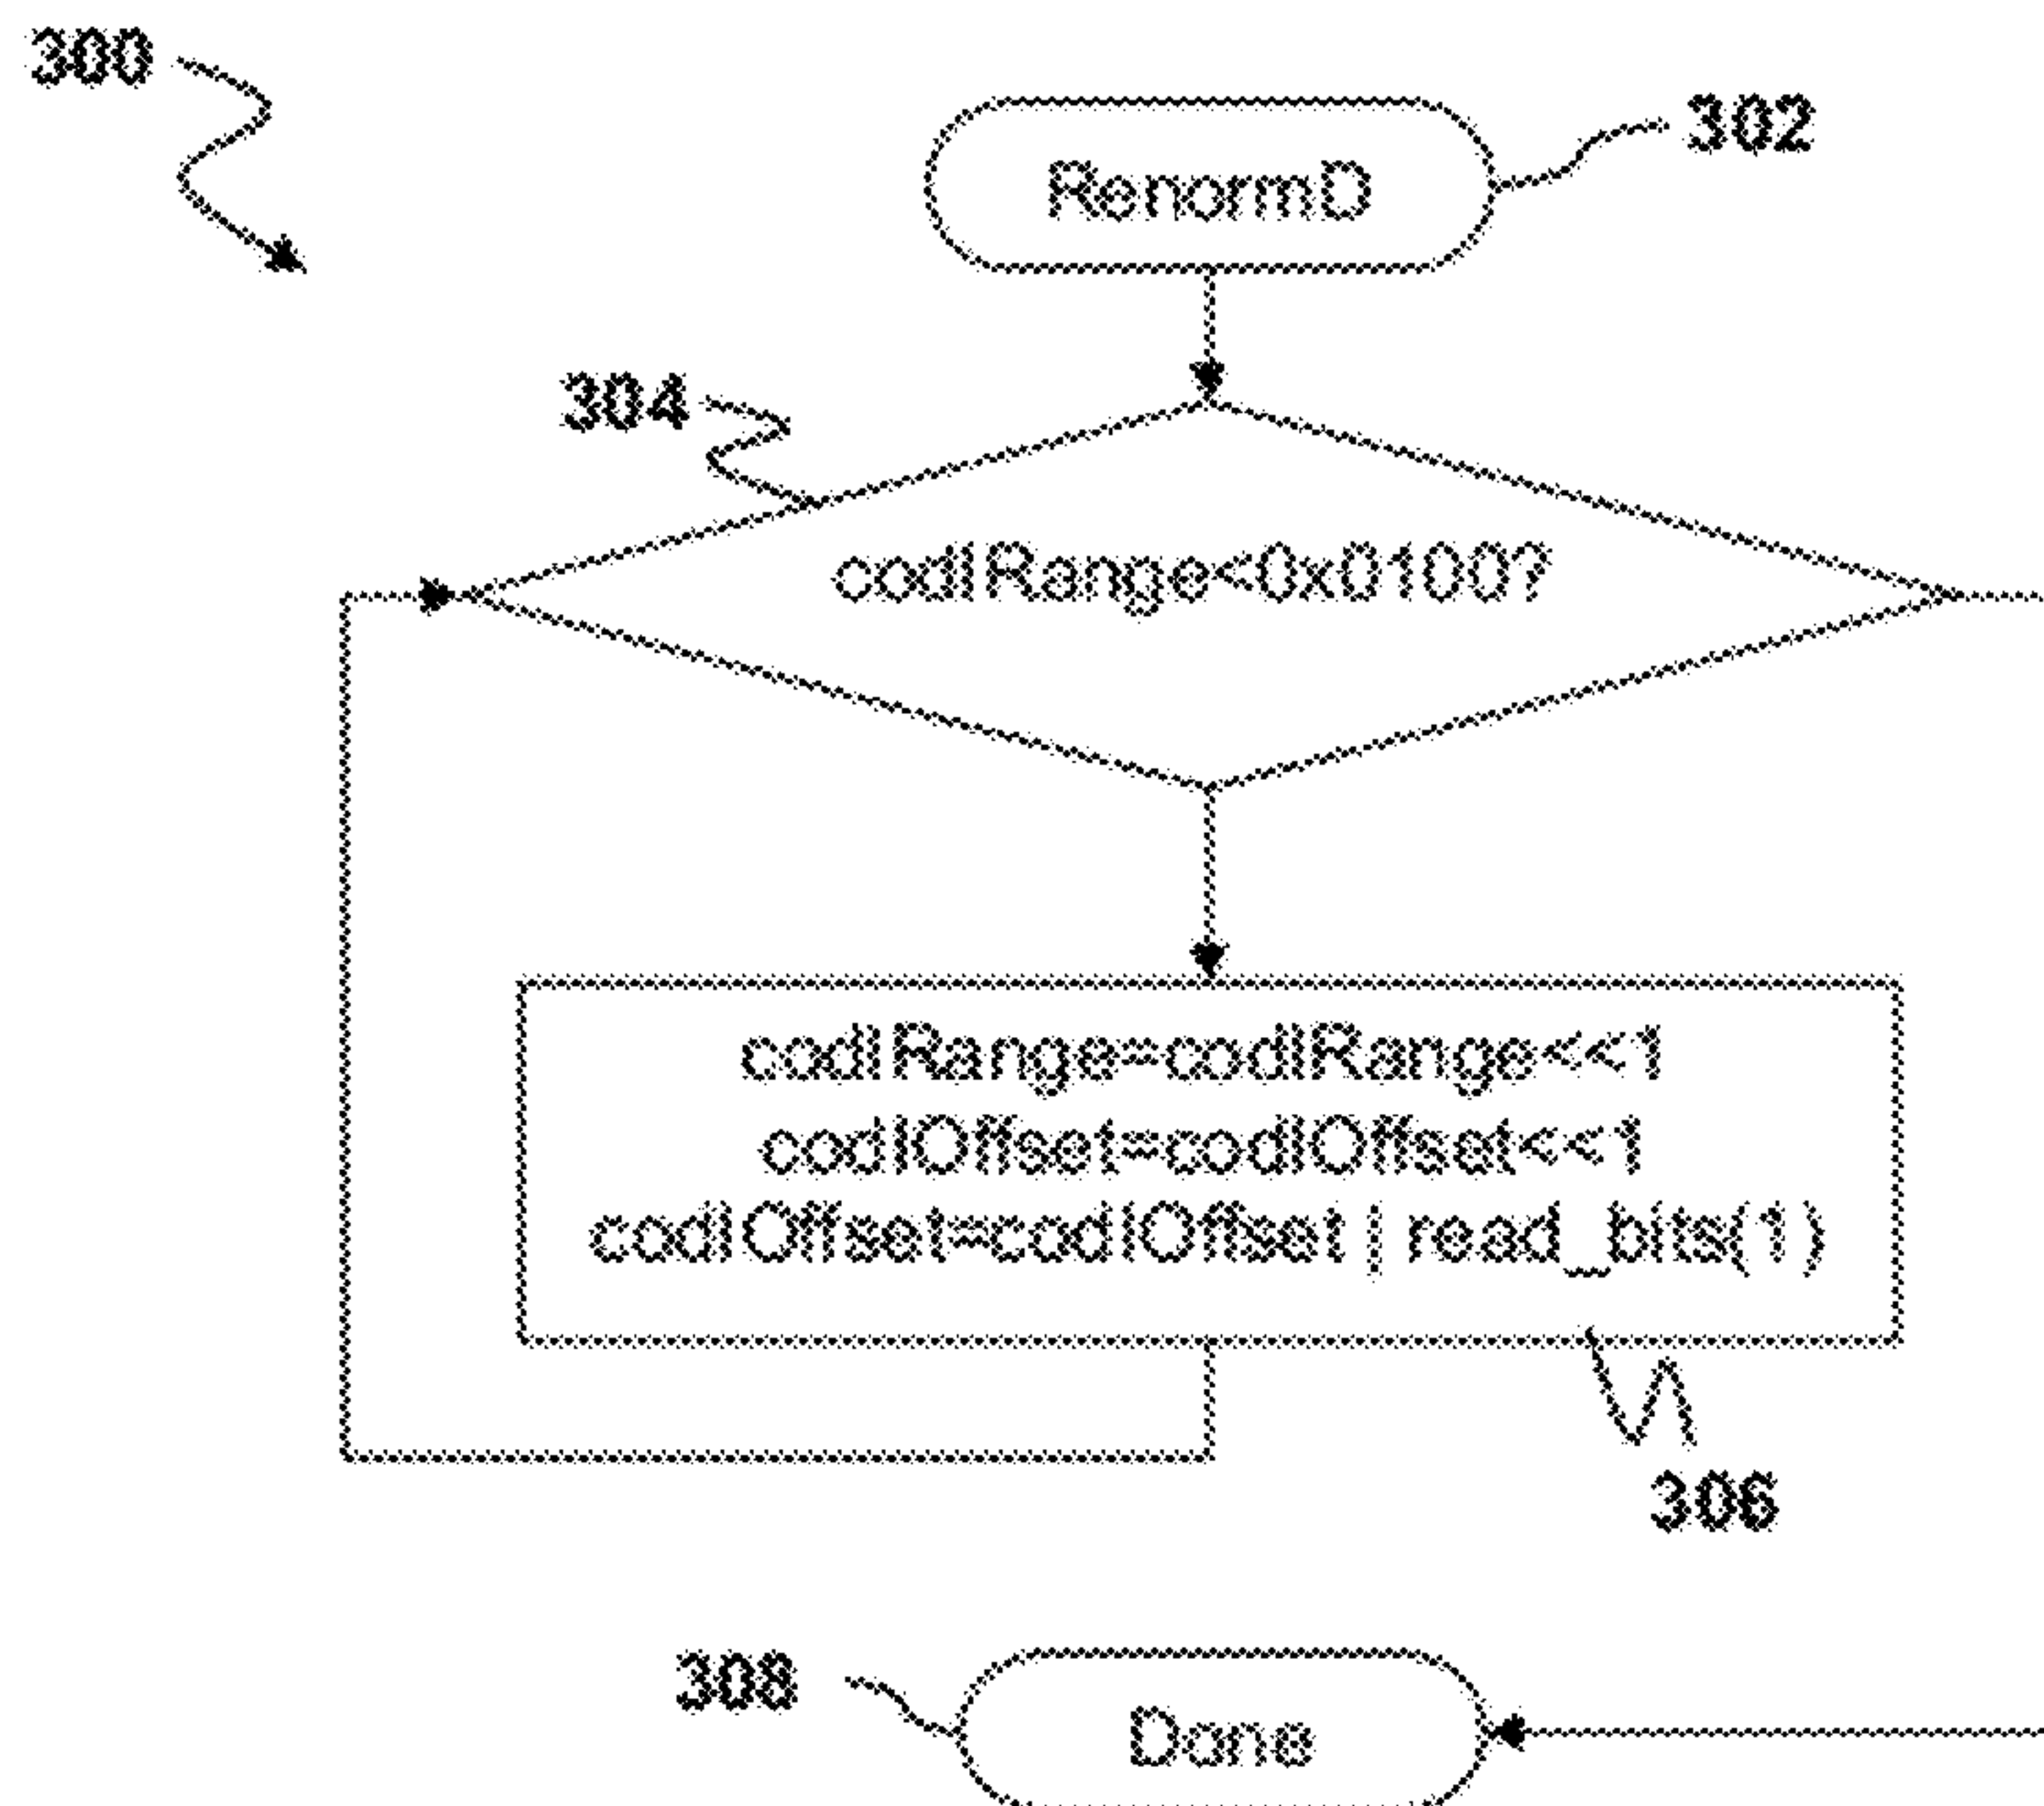 300
RenormD
302
304
codIRange<0x0100?
codIRange=codIRange<<1
codIOffset=codIOffset<<1
codIOffset=codIOffset | read_bits(1)
306
308
Done